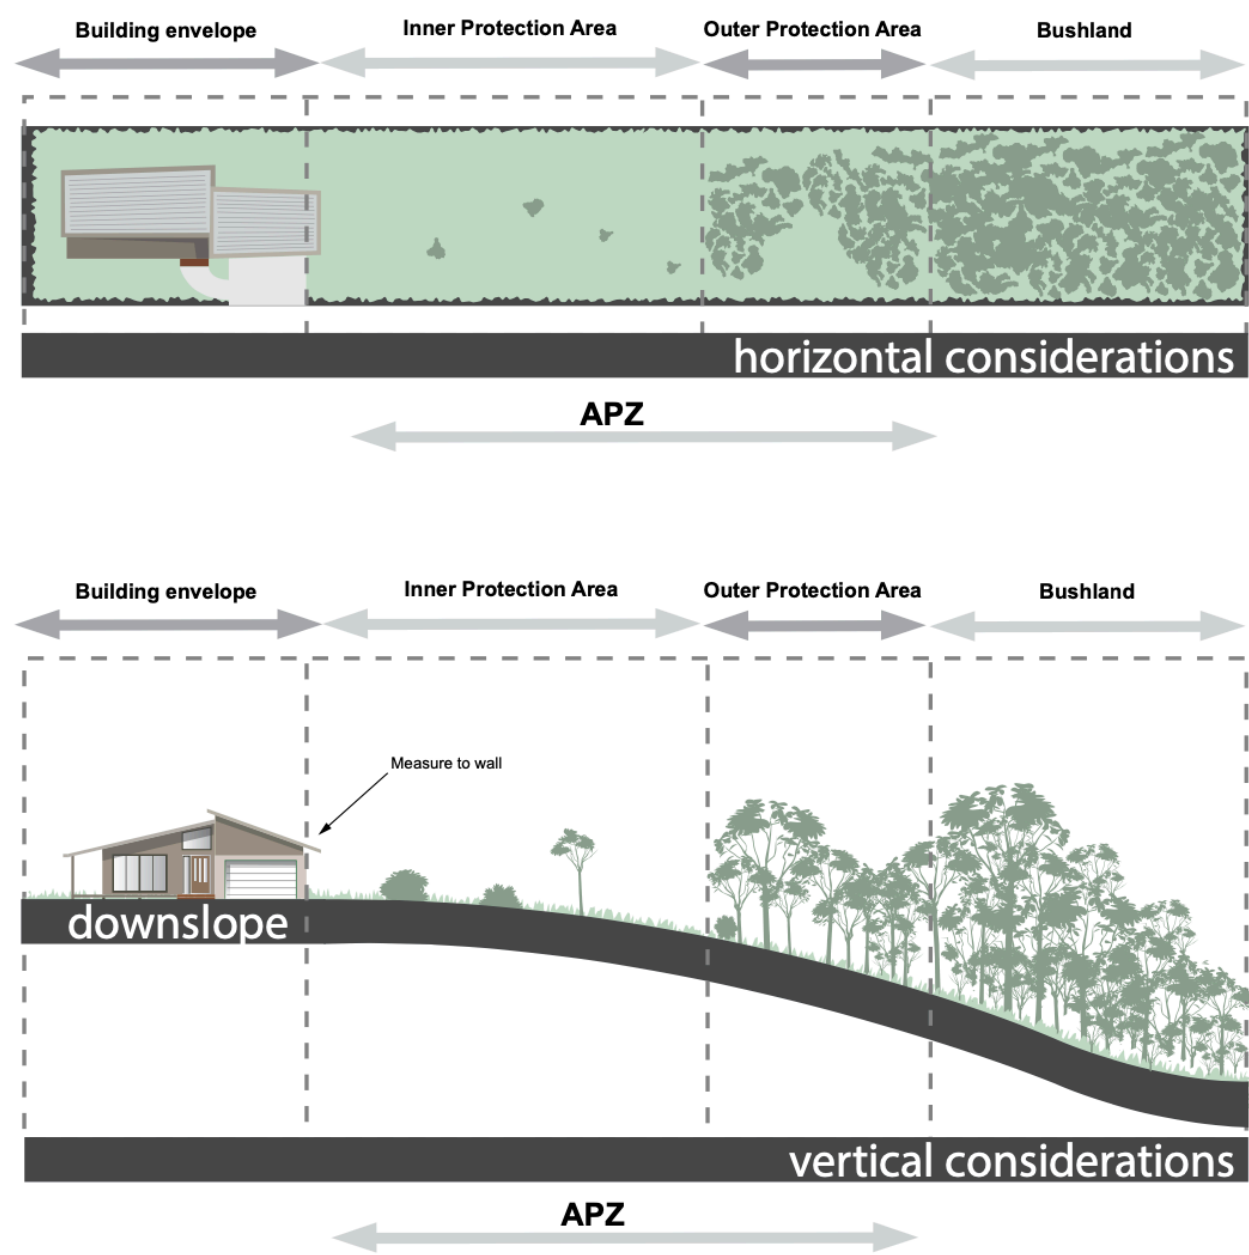 Building envelope
Inner Protection Area
Outer Protection Area
Bushland
horizontal considerations
APZ
Building envelope
Inner Protection Area
Outer Protection Area
Bushland
Measure to wall
downslope
vertical considerations
APZ